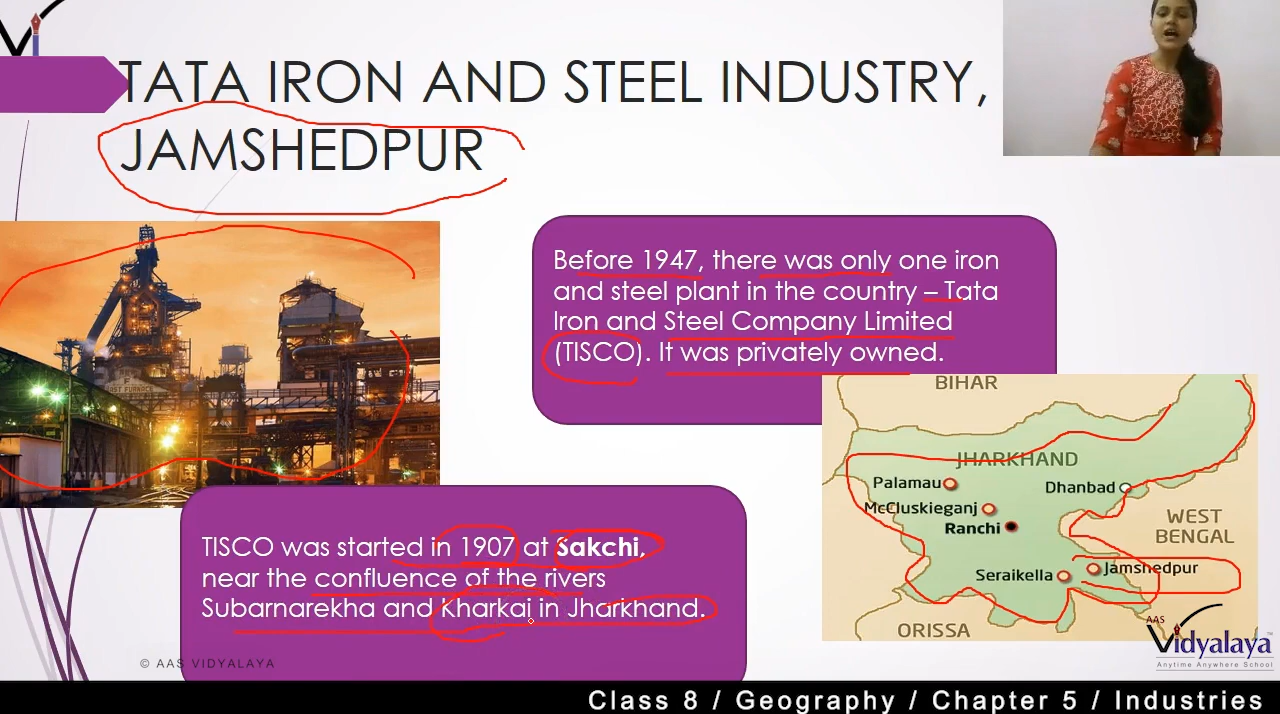 TATA IRON AND STEEL INDUSTRY,
JAMSHEDPUR
Before 1947, there was only one iron
and steel plant in the country – Tata
Iron and Steel Company Limited
(TISCO). It was privately owned.
BIHAR
JHARKHAND
Palamau
Dhanbad
McCluskieganj
Ranchi
WEST
BENGAL
Jamshedpur
Seraikella
ORISSA
TISCO was started in 1907 at Sakchi,
near the confluence of the rivers
Subarnarekha and Kharkai in Jharkhand.
© AAS VIDYALAYA
AAS
Vidyalaya
Anytime Anywhere School
Class 8 / Geography / Chapter 5 / Industries